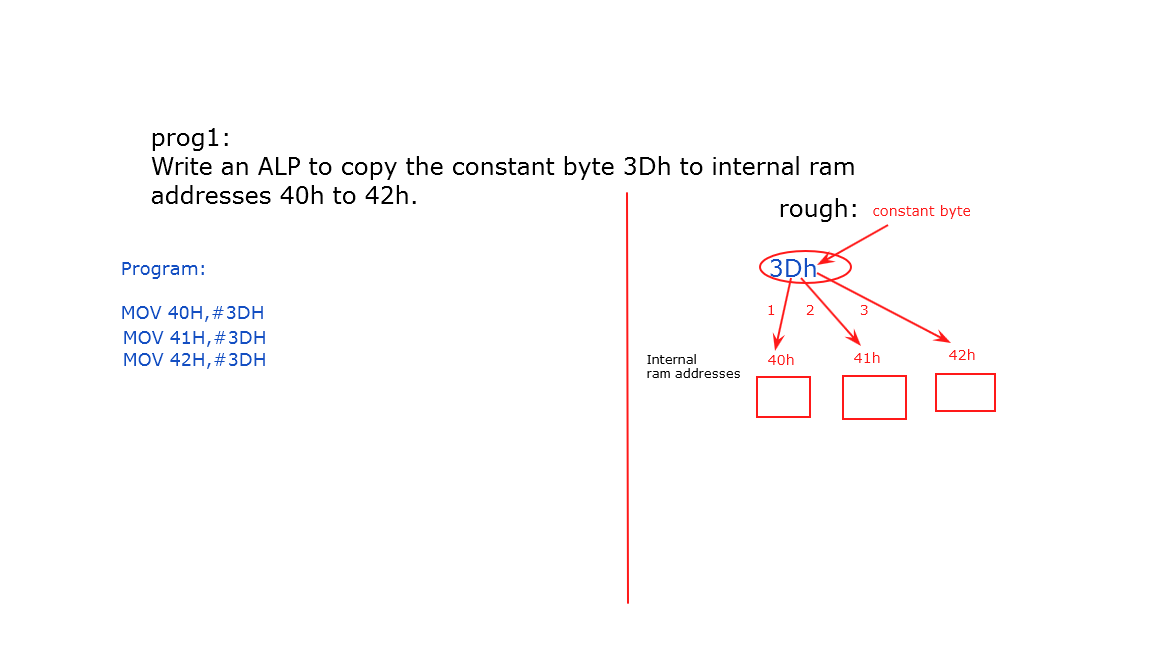 prog1:
Write an ALP to copy the constant byte 3Dh to internal ram
addresses 40h to 42h.
Program:
MOV 40H,#3DH
MOV 41H,#3DH
MOV 42H,#3DH
rough:
constant byte
3Dh
1
2
3
Internal
ram addresses
40h
41h
42h